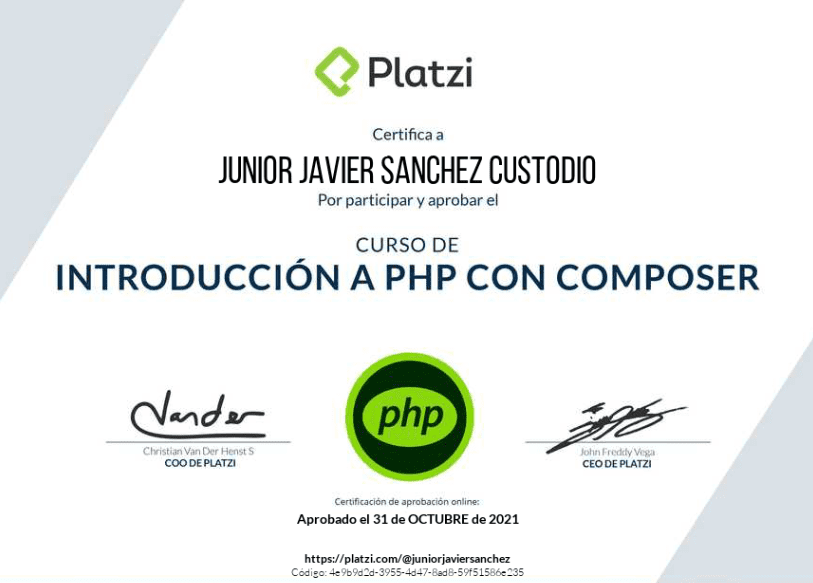 Platzi
Certifica a
JUNIOR JAVIER SANCHEZ CUSTODIO
Por participar y aprobar el
CURSO DE
INTRODUCCIÓN A PHP CON COMPOSER
php
Vander
Christian Van Der Henst S
COO DE PLATZI
John Freddy Vega
CEO DE PLATZI
Certificación de aprobación online:
Aprobado el 31 de OCTUBRE de 2021
https://platzi.com/@juniorjaviersanchez
Código: 4e9b9d2d-3955-4d47-8ad8-59f51586e235